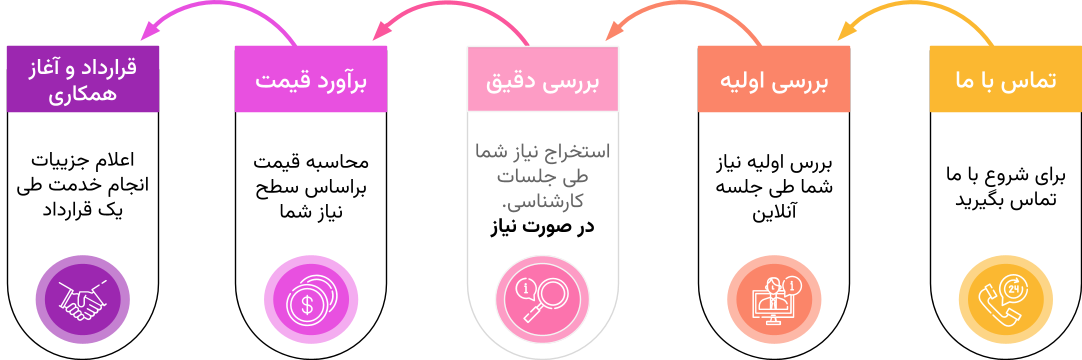 تماس با ما
برای شروع با ما
تماس بگیرید
24
بررسی اولیه
بررس اولیه نیاز
شما طی جلسه
آنلاین
1
بررسی دقیق
استخراج نیاز شما
طی جلسات
کارشناسی.
در صورت نیاز
i
برآورد قیمت
محاسبه قیمت
براساس سطح
نیاز شما
$
قرارداد و آغاز
همکاری
اعلام جزییات
انجام خدمت طی
یک قرارداد